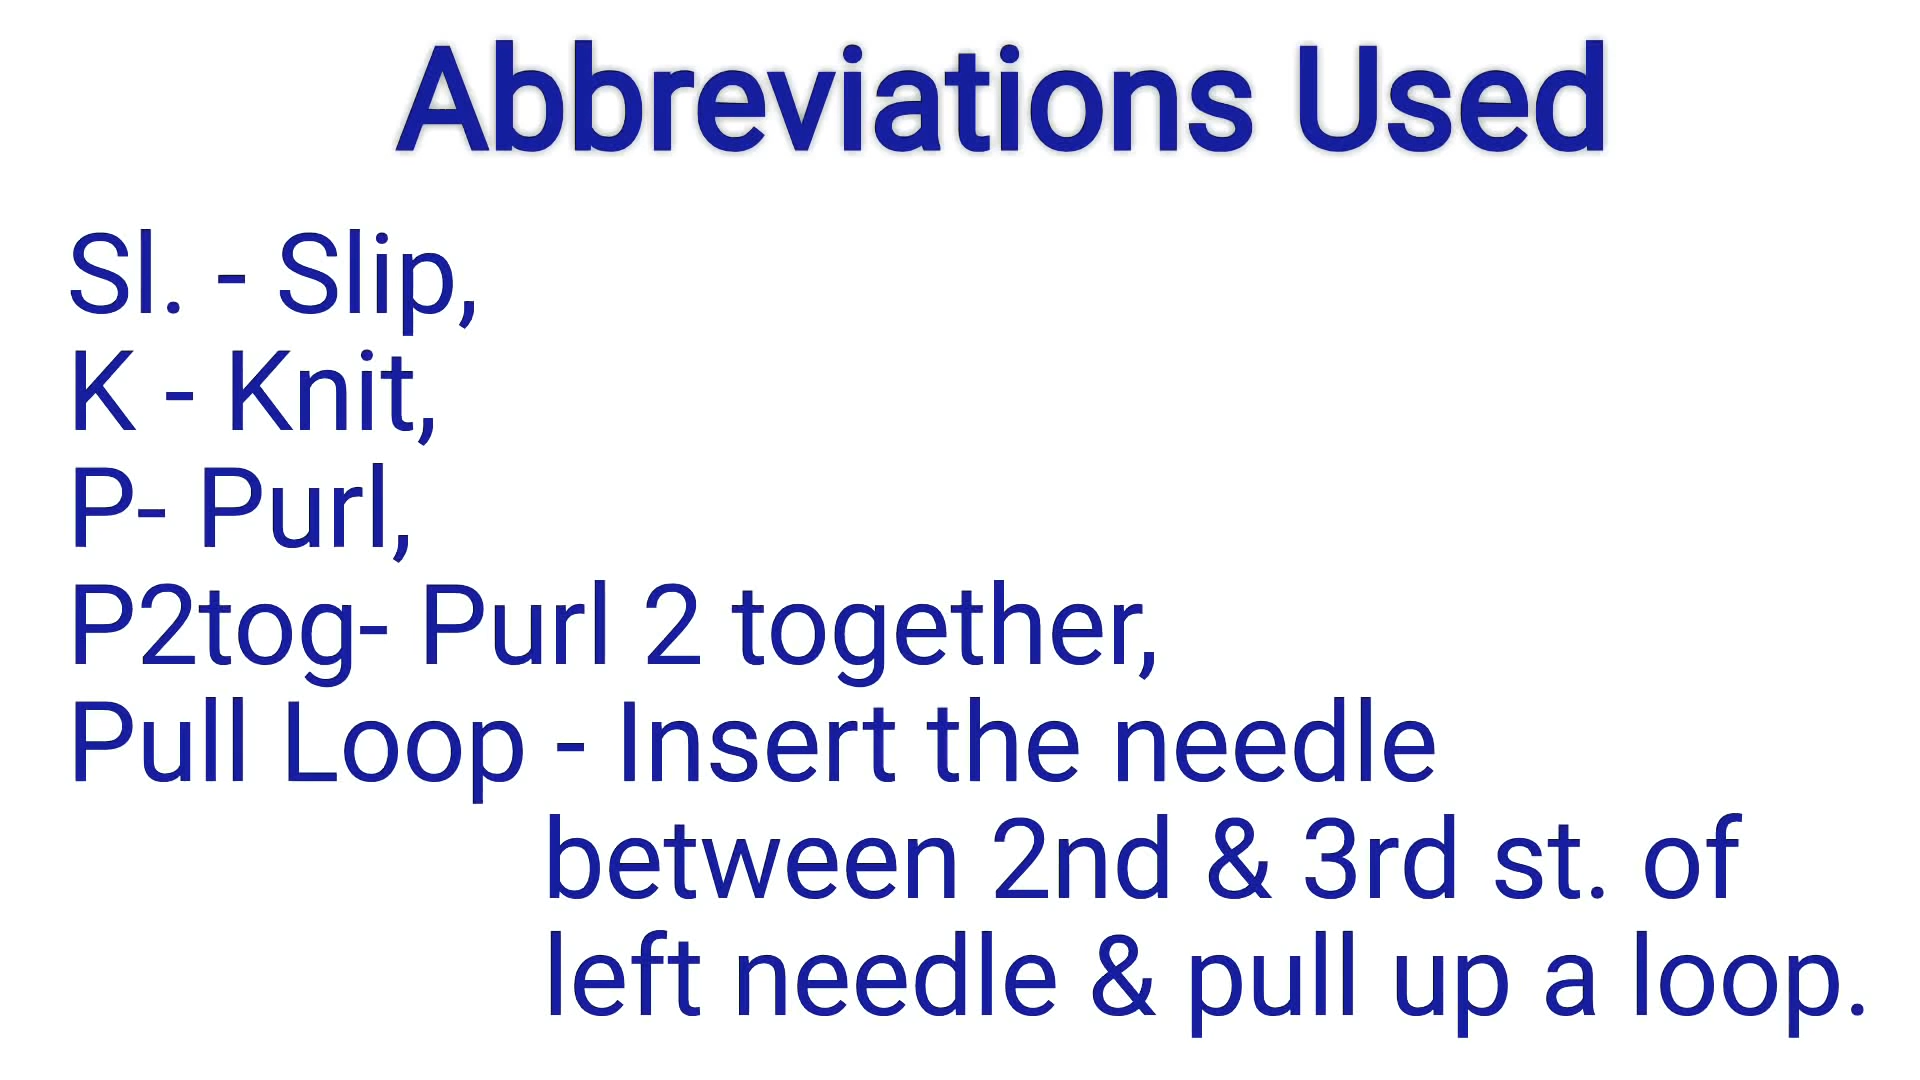 Abbreviations Used
Sl. - Slip,
K - Knit,
P- Purl,
P2tog- Purl 2 together,
Pull Loop - Insert the needle
between 2nd & 3rd st. of
left needle & pull up a loop.